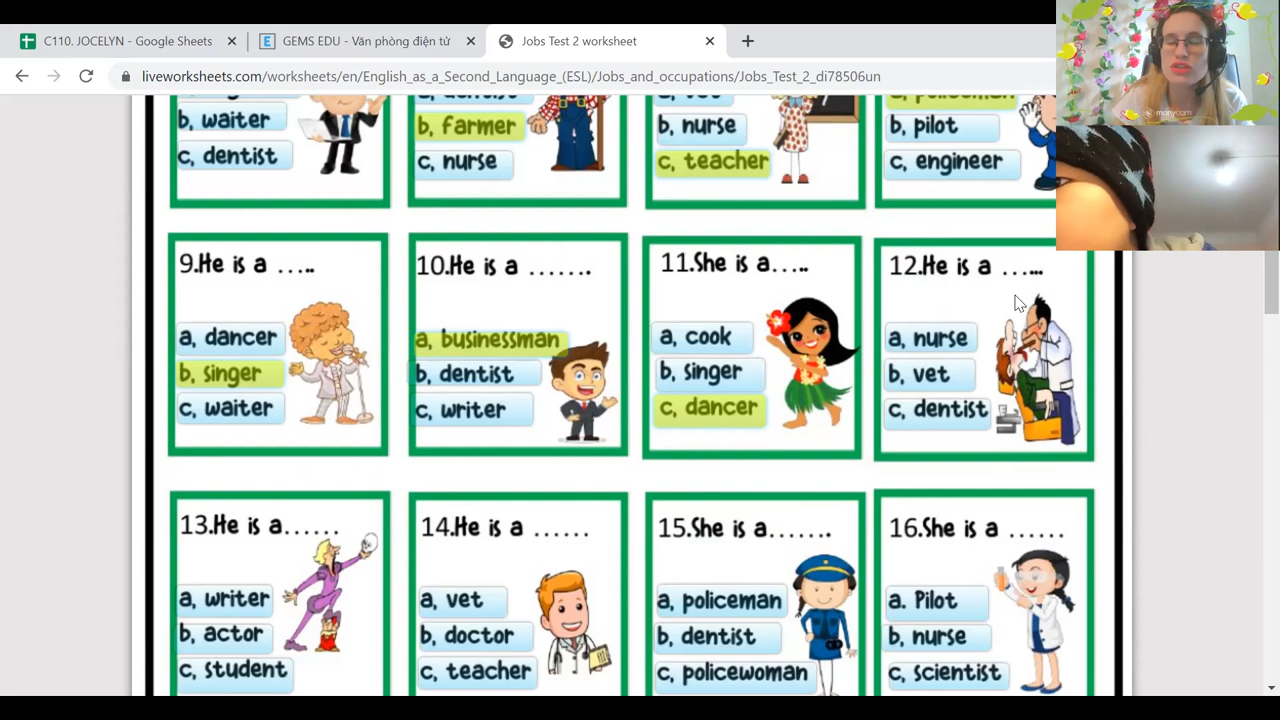 C110. JOCELYN - Google Sheets
GEMS EDU - Văn phòng điện tử
Jobs Test 2 worksheet
liveworksheets.com/worksheets/en/English_as_a_Second_Language_(ESL)/Jobs_and_occupations/Jobs_Test_2_di78506un
manycam
b, waiter
c, dentist
a, dentist
b, farmer
c, nurse
a, vet
b, nurse
c, teacher
a, policeman
b, pilot
c, engineer
9.He is a .....
a, dancer
b, singer
c, waiter
10.He is a .......
a, businessman
b, dentist
c, writer
11.She is a.....
a, cook
b, singer
c, dancer
12.He is a ......
a, nurse
b, vet
c, dentist
13.He is a......
a, writer
b, actor
c, student
14.He is a ......
a, vet
b, doctor
c, teacher
15.She is a.......
a, policeman
b, dentist
c, policewoman
16.She is a ......
a. Pilot
b, nurse
c, scientist